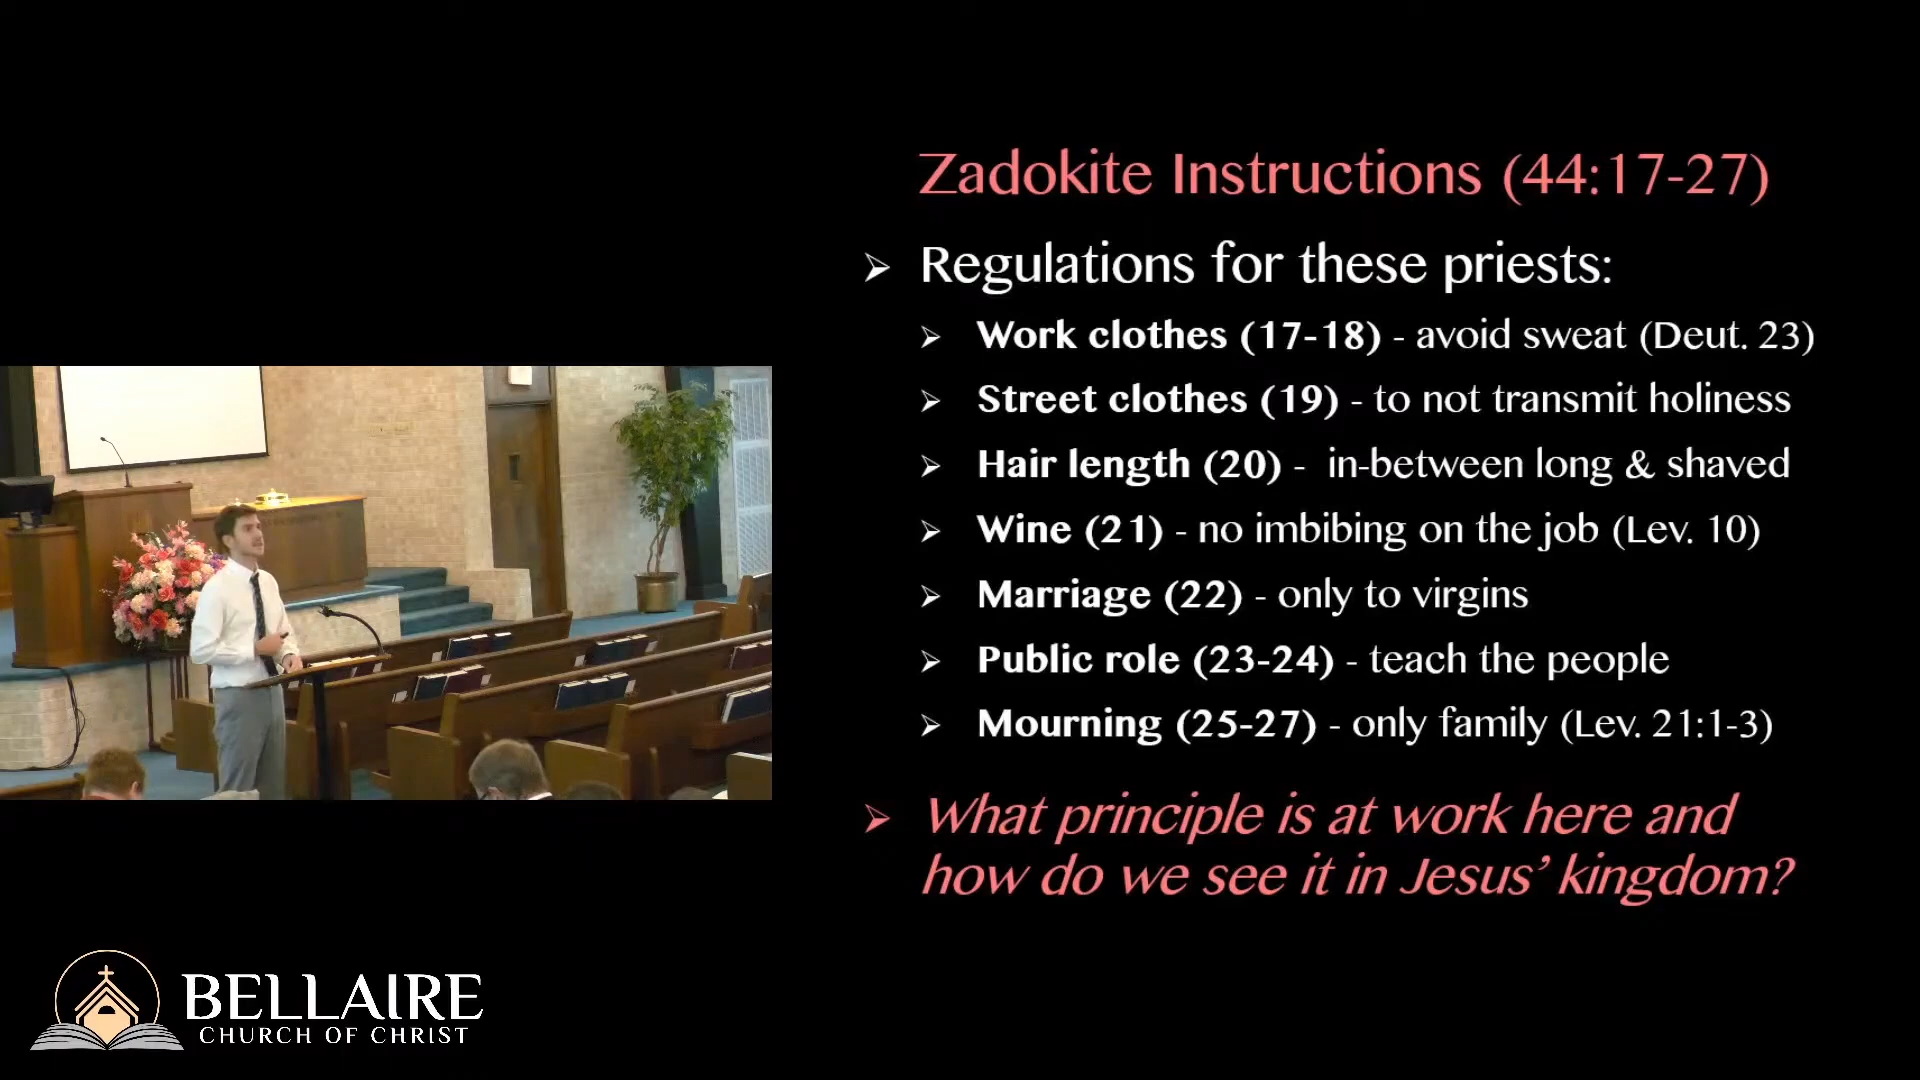 Zadokite Instructions (44:17-27)
➢ Regulations for these priests:
➢ Work clothes (17-18) - avoid sweat (Deut. 23)
➢ Street clothes (19) - to not transmit holiness
➢ Hair length (20) - in-between long & shaved
➢ Wine (21) - no imbibing on the job (Lev. 10)
➢ Marriage (22) - only to virgins
➢ Public role (23-24) - teach the people
➢ Mourning (25-27) - only family (Lev. 21:1-3)
➢ What principle is at work here and
how do we see it in Jesus’ kingdom?
BELLAIRE
CHURCH OF CHRIST